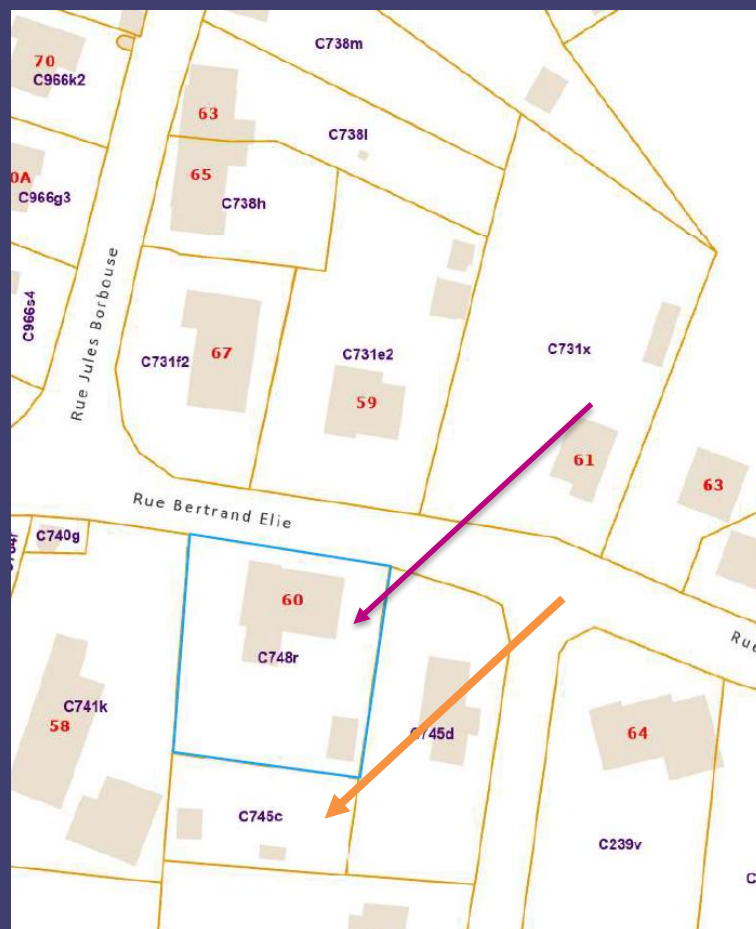 C738m
70
C966k2
63
C738l
0A
C966g3
65
C738h
C966s4
Rue Jules Borbouse
C731f2
67
C731e2
59
C731x
61
63
Rue Bertrand Elie
C740g
60
C748r
C741k
58
C745d
64
Rue
C745c
C239v
C